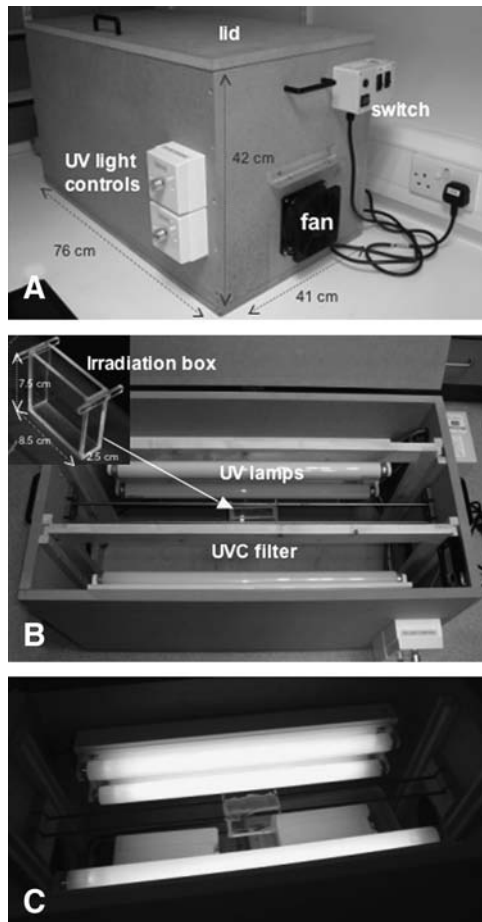 lid
switch
UV light
controls
42 cm
fan
76 cm
41 cm
A
Irradiation box
7.5 cm
8.5 cm
2.5 cm
UV lamps
UVC filter
B
C